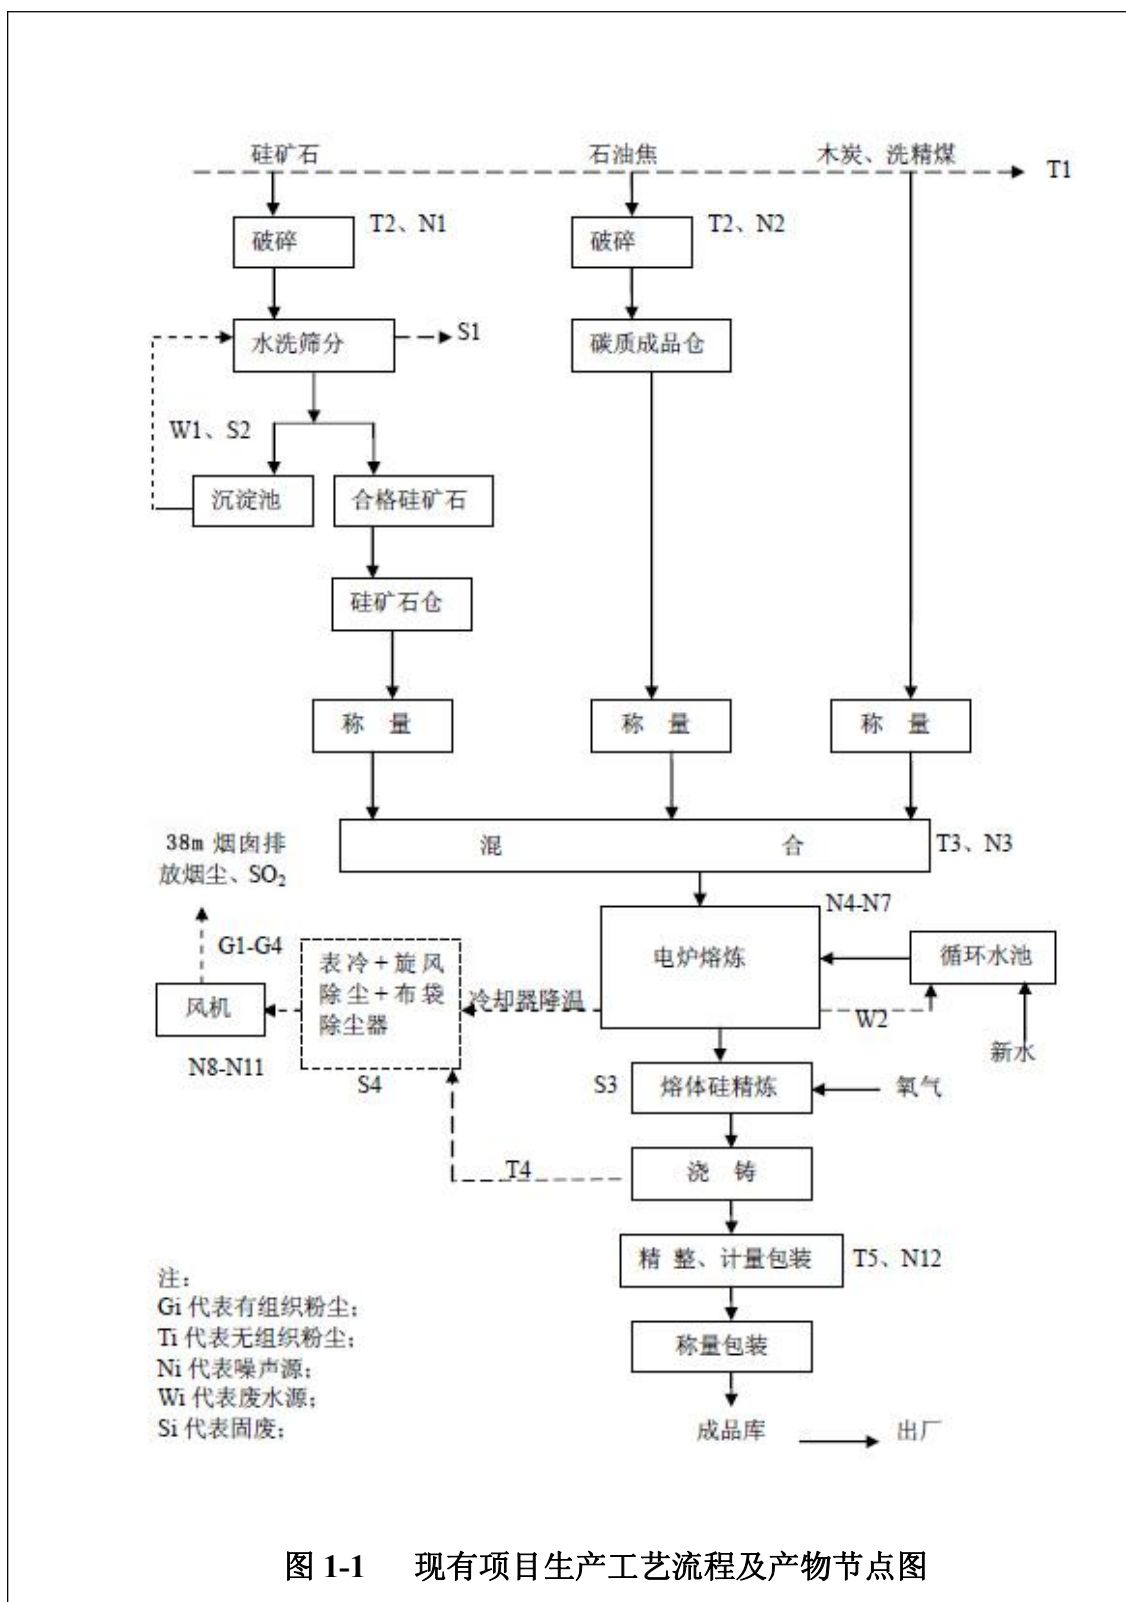 硅矿石
石油焦
木炭、洗精煤
T1
破碎
T2、N1
破碎
T2、N2
水洗筛分
S1
碳质成品仓
W1、S2
沉淀池
合格硅矿石
硅矿石仓
称 量
称 量
称 量
混 合
T3、N3
38m 烟囱排
放烟尘、SO2
N4-N7
G1-G4
表冷+旋风
除尘+布袋
除尘器
冷却器降温
电炉熔炼
循环水池
风机
W2
新水
N8-N11
S4
S3
熔体硅精炼
氧气
T4
浇 铸
精 整、计量包装
T5、N12
称量包装
成品库
出厂
注:
Gi 代表有组织粉尘;
Ti 代表无组织粉尘;
Ni 代表噪声源;
Wi 代表废水源;
Si 代表固废;
图 1-1 现有项目生产工艺流程及产物节点图